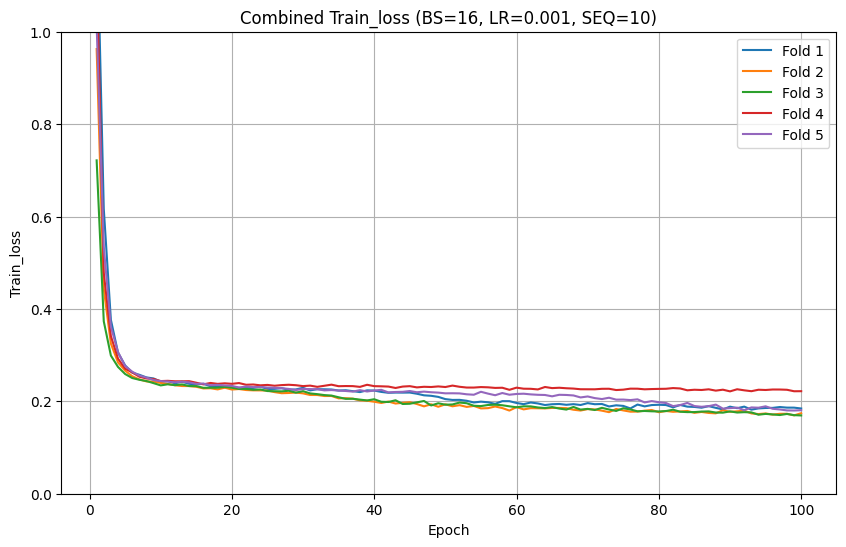 Combined Train_loss (BS=16, LR=0.001, SEQ=10)
1.0
0.8
0.6
0.4
0.2
0.0
Train_loss
Fold 1
Fold 2
Fold 3
Fold 4
Fold 5
0 20 40 60 80 100
Epoch